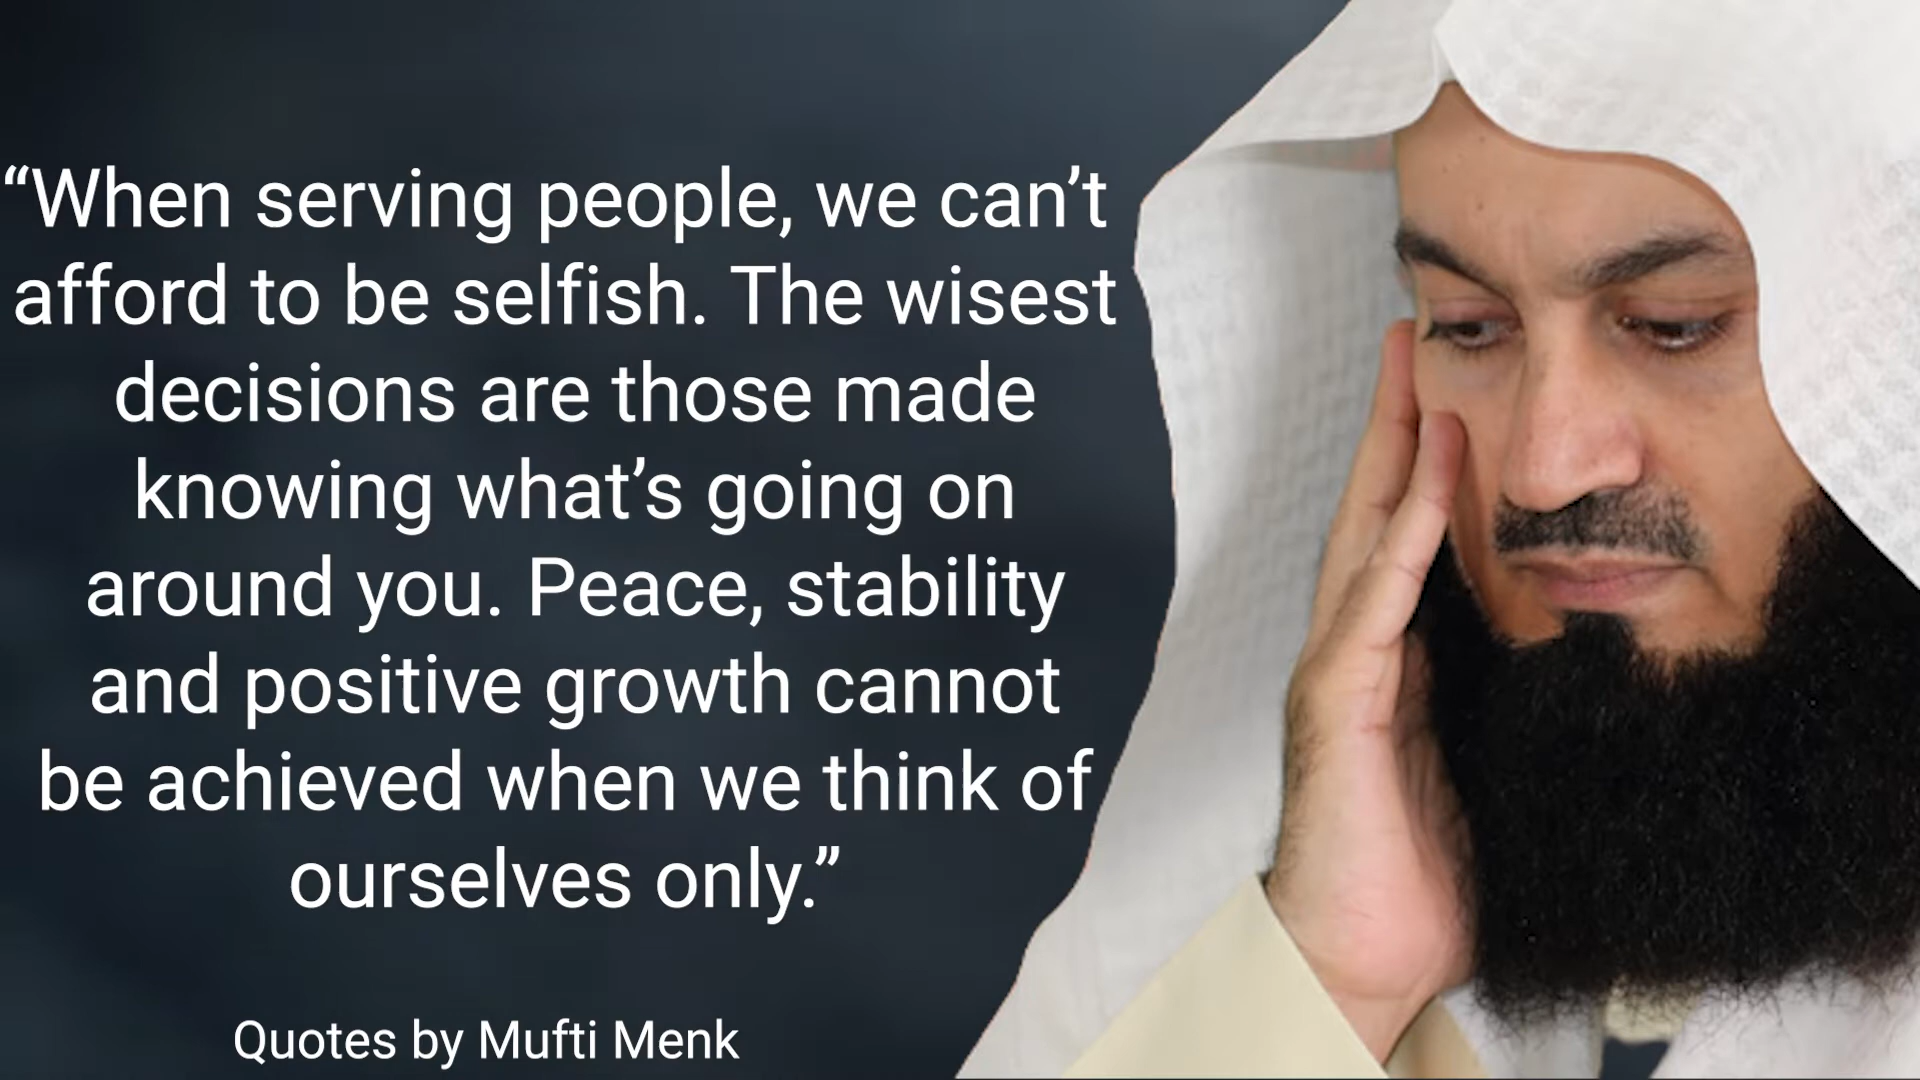 “When serving people, we can’t
afford to be selfish. The wisest
decisions are those made
knowing what’s going on
around you. Peace, stability
and positive growth cannot
be achieved when we think of
ourselves only.”
Quotes by Mufti Menk